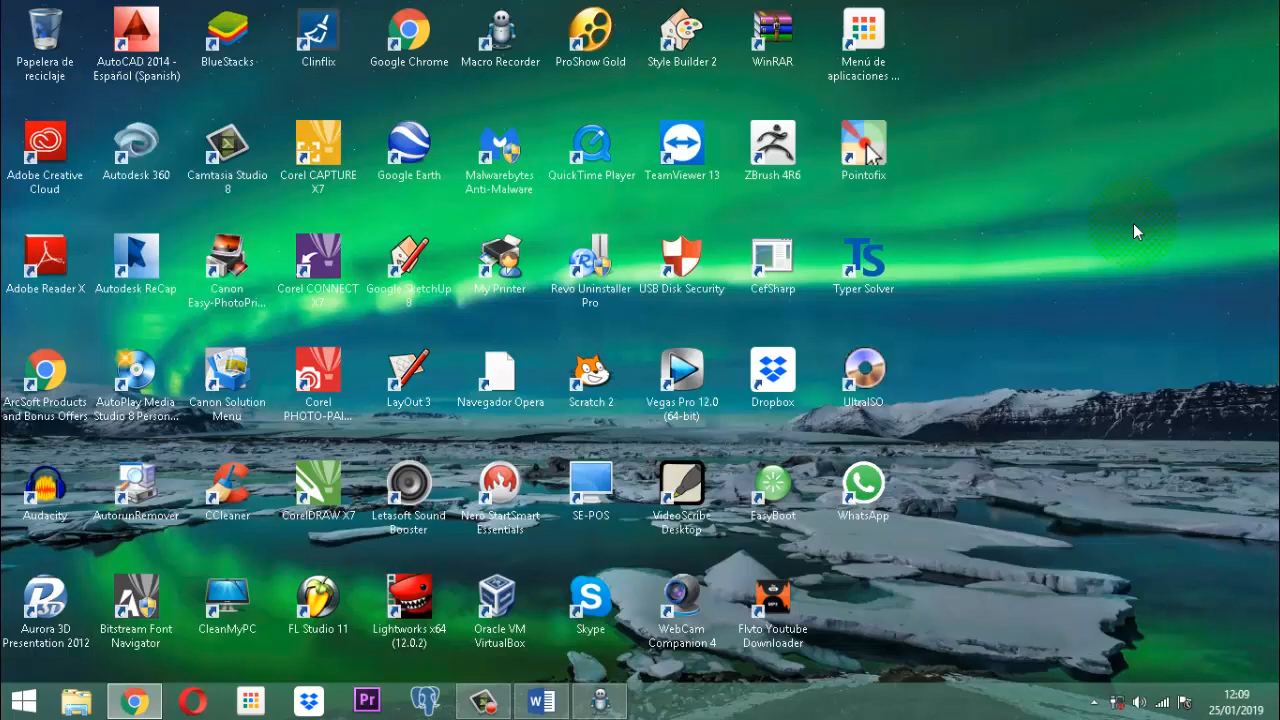 Papelera de
reciclaje
AutoCAD 2014 -
Español (Spanish)
BlueStacks
Clinflix
Google Chrome
Macro Recorder
ProShow Gold
Style Builder 2
WinRAR
Menú de
aplicaciones ...
Adobe Creative
Cloud
Autodesk 360
Camtasia Studio
8
Corel CAPTURE
X7
Google Earth
Malwarebytes
Anti-Malware
QuickTime Player
TeamViewer 13
ZBrush 4R6
Pointofix
Adobe Reader X
Autodesk ReCap
Canon
Easy-PhotoPri...
Corel CONNECT
X7
Google SketchUp
8
My Printer
Revo Uninstaller
Pro
USB Disk Security
CefSharp
TS
Typer Solver
ArcSoft Products
and Bonus Offers
AutoPlay Media
Studio 8 Person...
Canon Solution
Menu
Corel
PHOTO-PAI...
LayOut 3
Navegador Opera
Scratch 2
Vegas Pro 12.0
(64-bit)
Dropbox
UltraISO
Audacity
AutorunRemover
CCleaner
CorelDRAW X7
Letasoft Sound
Booster
Nero StartSmart
Essentials
SE-POS
VideoScribe
Desktop
EasyBoot
WhatsApp
Aurora 3D
Presentation 2012
Bitstream Font
Navigator
CleanMyPC
FL Studio 11
Lightworks x64
(12.0.2)
Oracle VM
VirtualBox
Skype
WebCam
Companion 4
Flvto Youtube
Downloader
Pr
12:09
25/01/2019